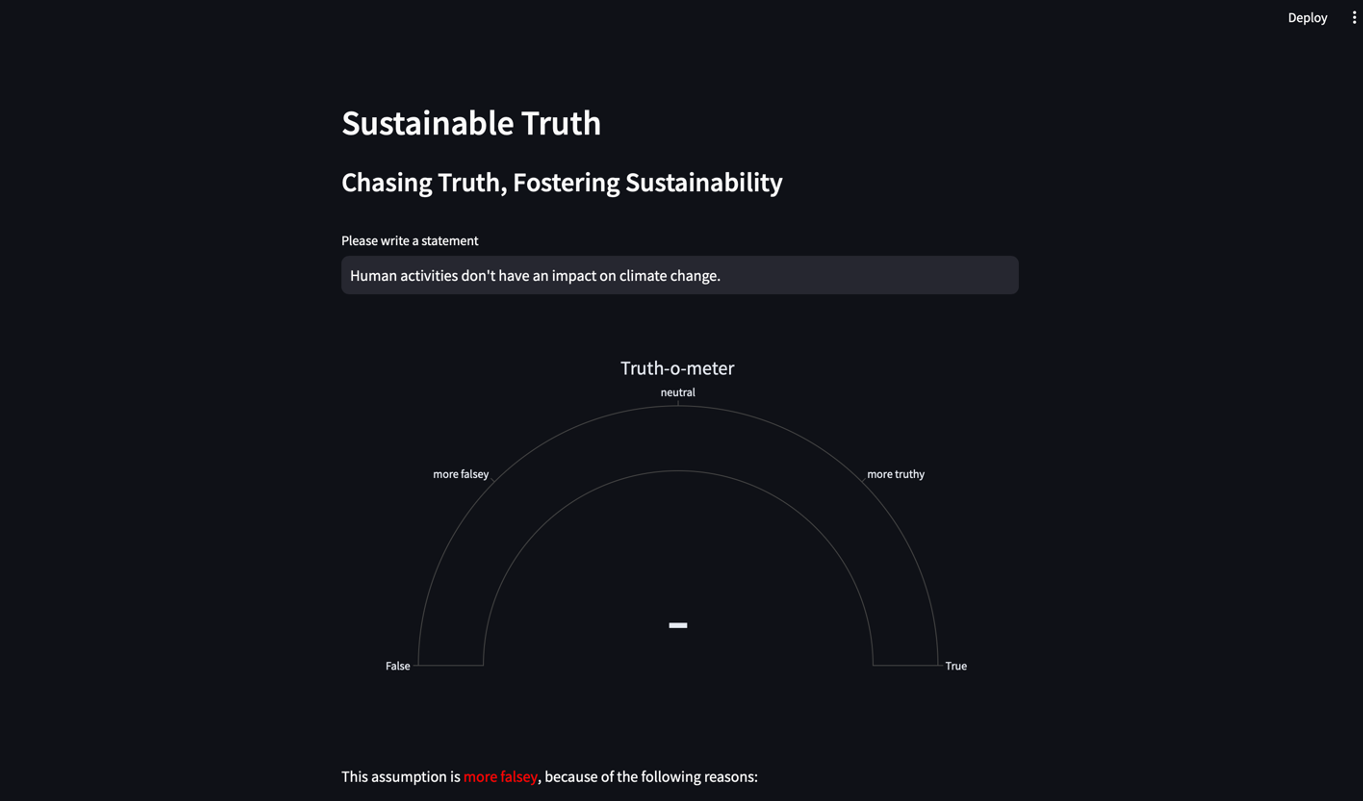 Deploy
Sustainable Truth
Chasing Truth, Fostering Sustainability
Please write a statement
Human activities don't have an impact on climate change.
Truth-o-meter
neutral
more falsey
more truthy
-
False
True
This assumption is more falsey, because of the following reasons: